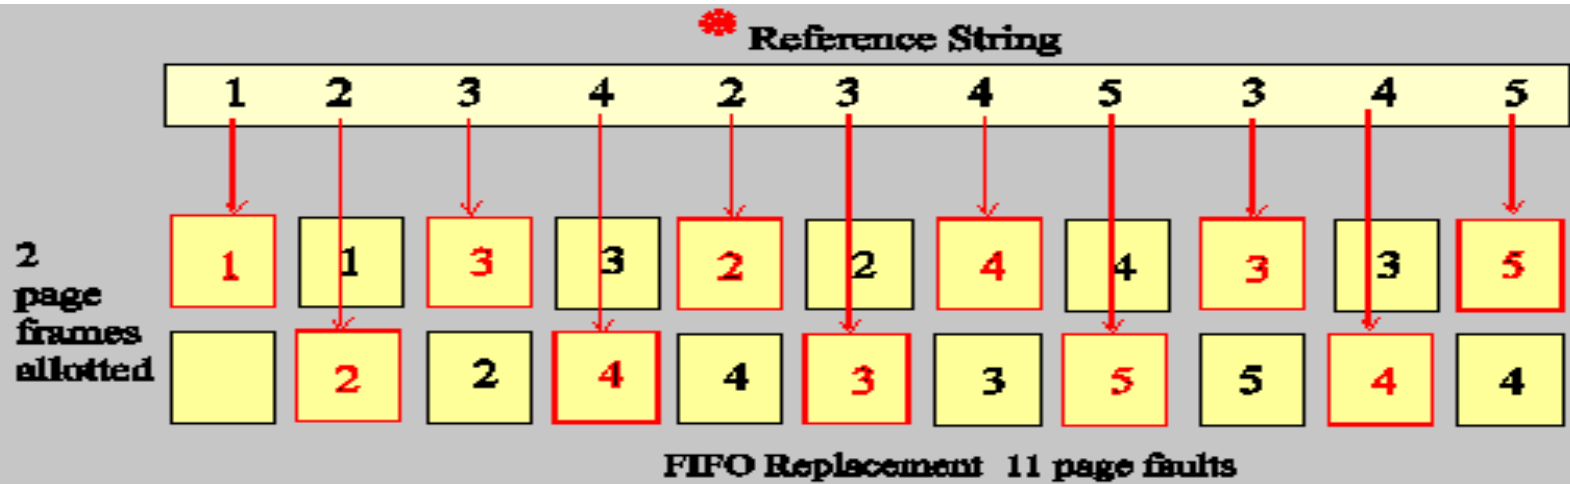 Reference String
1 2 3 4 2 3 4 5 3 4 5
2
page
frames
allotted
1 1 3 3 2 2 4 4 3 3 5
2 2 4 4 3 3 5 5 4 4
FIFO Replacement 11 page faults